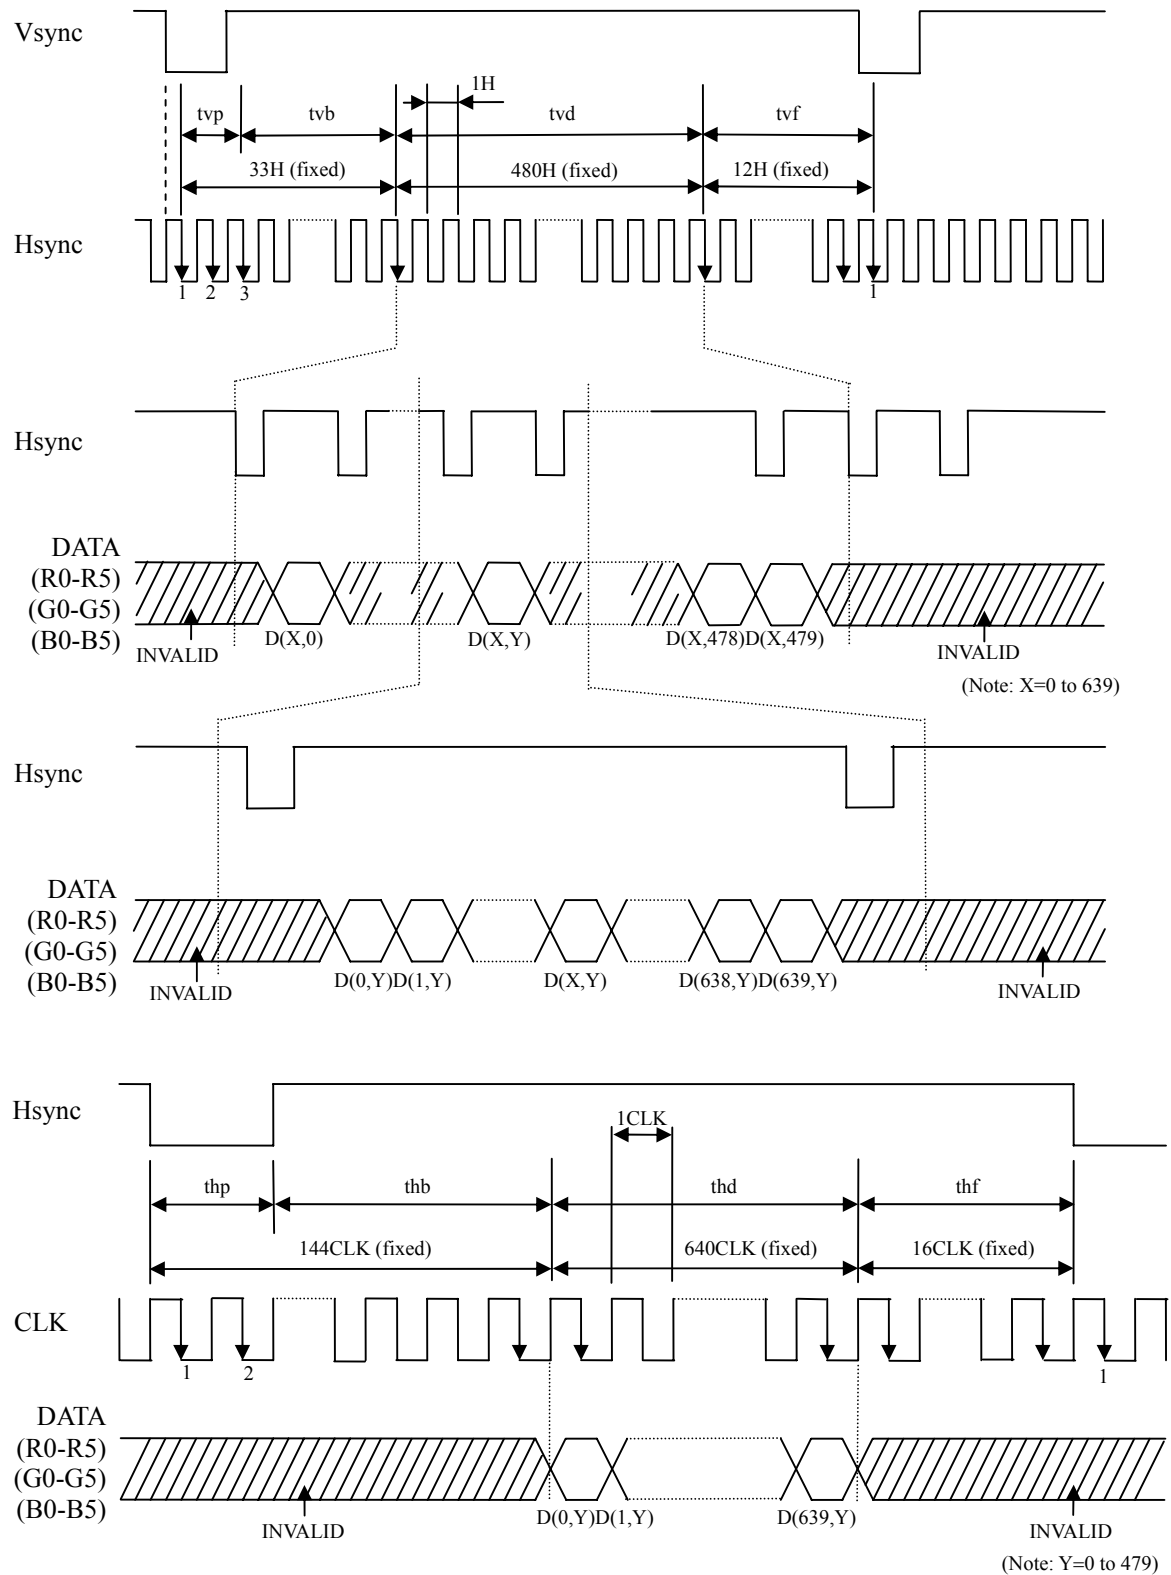 Vsync
1H
tvp
tvb
tvd
tvf
33H (fixed)
480H (fixed)
12H (fixed)
Hsync
1
2
3
1
Hsync
DATA
(R0-R5)
(G0-G5)
(B0-B5)
D(X,0)
D(X,Y)
D(X,478)D(X,479)
INVALID
INVALID
(Note: X=0 to 639)
Hsync
DATA
(R0-R5)
(G0-G5)
(B0-B5)
D(0,Y)D(1,Y)
D(X,Y)
D(638,Y)D(639,Y)
INVALID
INVALID
Hsync
1CLK
thp
thb
thd
thf
144CLK (fixed)
640CLK (fixed)
16CLK (fixed)
CLK
1
2
1
DATA
(R0-R5)
(G0-G5)
(B0-B5)
D(0,Y)D(1,Y)
D(639,Y)
INVALID
INVALID
(Note: Y=0 to 479)